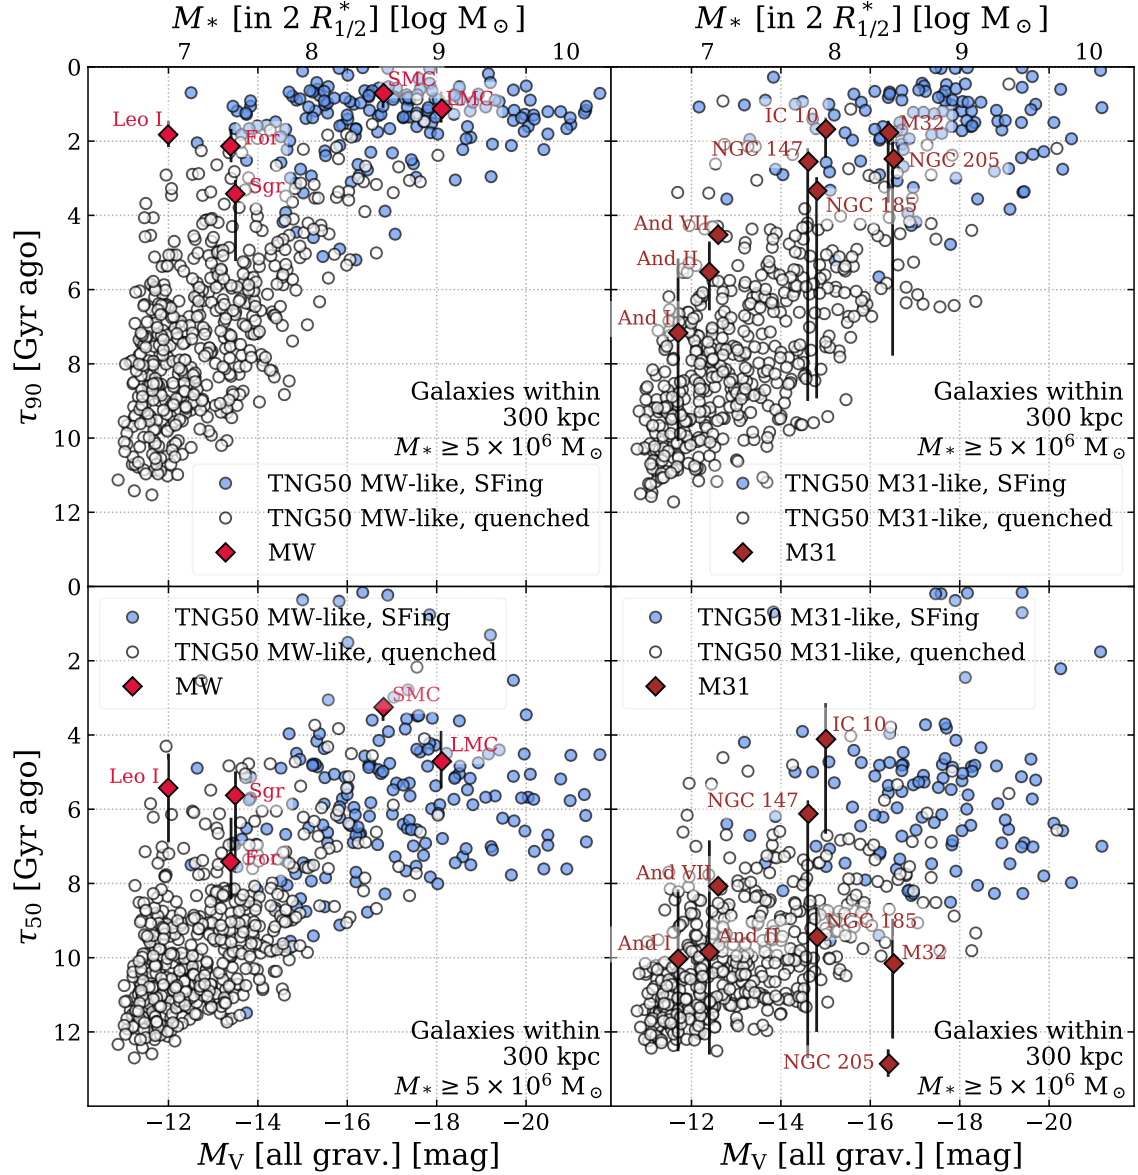 M* [in 2 R*1/2] [log M⊙]
M* [in 2 R*1/2] [log M⊙]
7 8 9 10
7 8 9 10
0
2
4
6
8
10
12
τ90 [Gyr ago]
Leo I
For
Sgr
SMC
LMC
Galaxies within
300 kpc
M* ≥ 5 × 10⁶ M⊙
TNG50 MW-like, SFing
TNG50 MW-like, quenched
MW
IC 10
M32
NGC 147
NGC 205
NGC 185
And VII
And II
And I
Galaxies within
300 kpc
M* ≥ 5 × 10⁶ M⊙
TNG50 M31-like, SFing
TNG50 M31-like, quenched
M31
0
2
4
6
8
10
12
τ50 [Gyr ago]
TNG50 MW-like, SFing
TNG50 MW-like, quenched
MW
SMC
LMC
Leo I
Sgr
For
Galaxies within
300 kpc
M* ≥ 5 × 10⁶ M⊙
TNG50 M31-like, SFing
TNG50 M31-like, quenched
M31
IC 10
NGC 147
And VII
NGC 185
And I
And II
M32
NGC 205
Galaxies within
300 kpc
M* ≥ 5 × 10⁶ M⊙
−12 −14 −16 −18 −20
−12 −14 −16 −18 −20
MV [all grav.] [mag]
MV [all grav.] [mag]